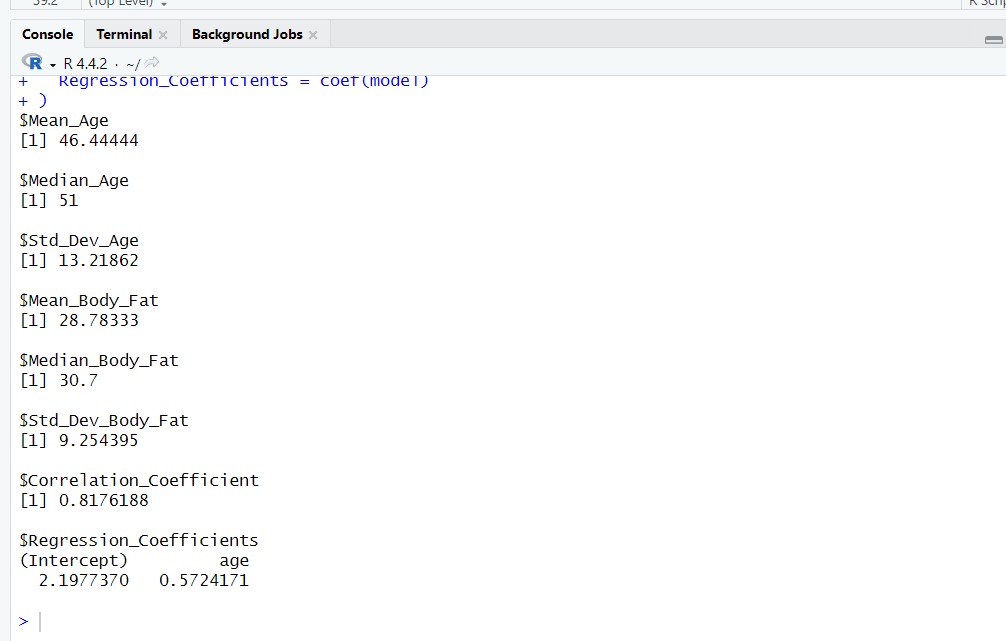 39:2 (Top Level) R Scrip
Console Terminal Background Jobs
R R 4.4.2 · ~/
+   Regression_Coefficients = coef(model)
+ )
$Mean_Age
[1] 46.44444
$Median_Age
[1] 51
$Std_Dev_Age
[1] 13.21862
$Mean_Body_Fat
[1] 28.78333
$Median_Body_Fat
[1] 30.7
$Std_Dev_Body_Fat
[1] 9.254395
$Correlation_Coefficient
[1] 0.8176188
$Regression_Coefficients
(Intercept)         age
  2.1977370   0.5724171
>